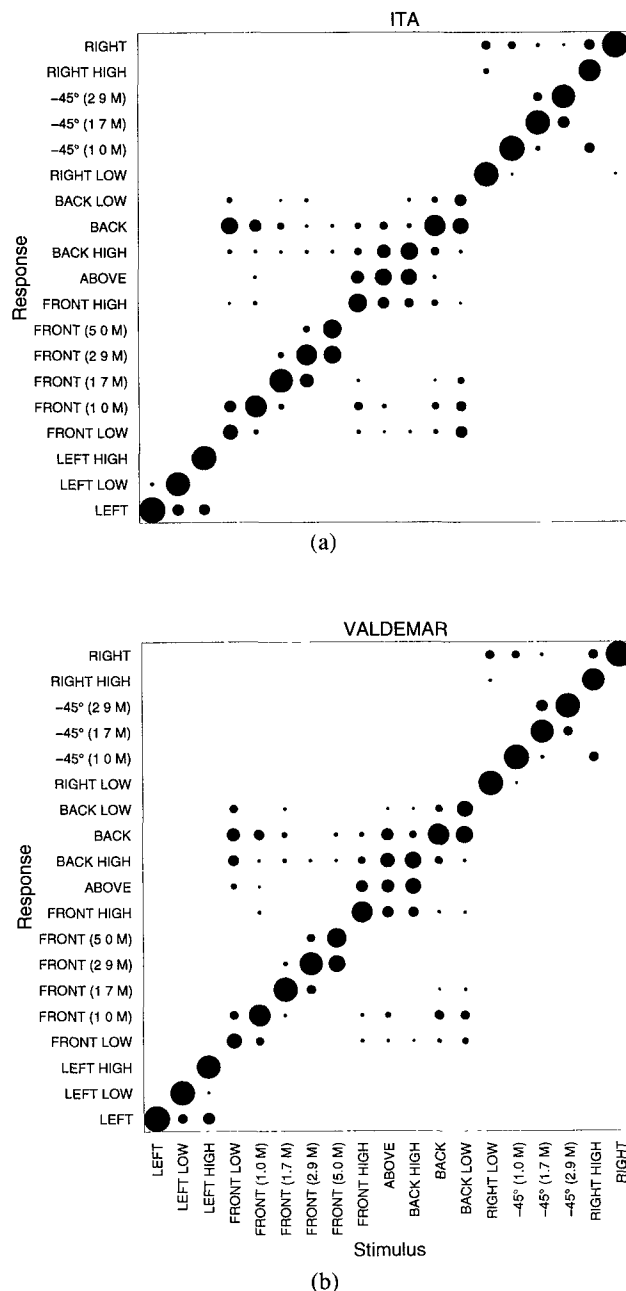 ITA
Response
RIGHT
RIGHT HIGH
−45° (2 9 M)
−45° (1 7 M)
−45° (1 0 M)
RIGHT LOW
BACK LOW
BACK
BACK HIGH
ABOVE
FRONT HIGH
FRONT (5 0 M)
FRONT (2 9 M)
FRONT (1 7 M)
FRONT (1 0 M)
FRONT LOW
LEFT HIGH
LEFT LOW
LEFT
(a)
VALDEMAR
Response
RIGHT
RIGHT HIGH
−45° (2 9 M)
−45° (1 7 M)
−45° (1 0 M)
RIGHT LOW
BACK LOW
BACK
BACK HIGH
ABOVE
FRONT HIGH
FRONT (5 0 M)
FRONT (2 9 M)
FRONT (1 7 M)
FRONT (1 0 M)
FRONT LOW
LEFT HIGH
LEFT LOW
LEFT
LEFT
LEFT LOW
LEFT HIGH
FRONT LOW
FRONT (1.0 M)
FRONT (1.7 M)
FRONT (2.9 M)
FRONT (5.0 M)
FRONT HIGH
ABOVE
BACK HIGH
BACK
BACK LOW
RIGHT LOW
−45° (1.0 M)
−45° (1.7 M)
−45° (2.9 M)
RIGHT HIGH
RIGHT
Stimulus
(b)